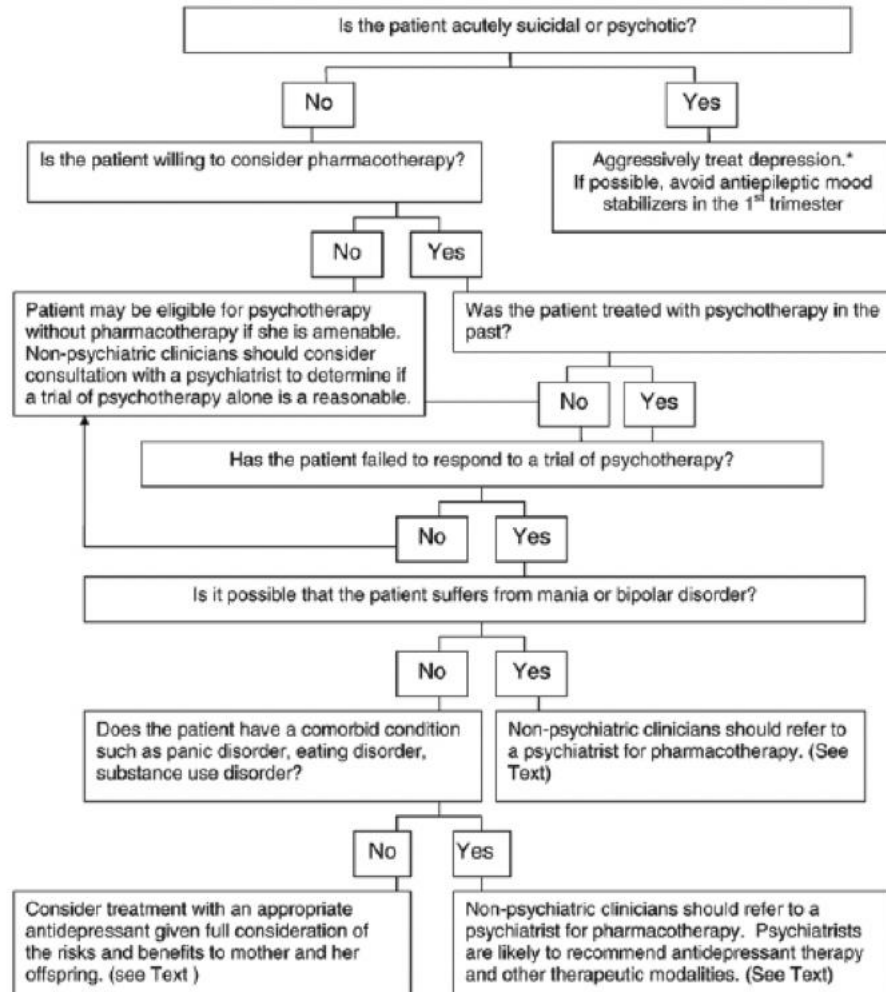 Is the patient acutely suicidal or psychotic?
No
Yes
Is the patient willing to consider pharmacotherapy?
Aggressively treat depression.*
If possible, avoid antiepileptic mood
stabilizers in the 1st trimester
No
Yes
Patient may be eligible for psychotherapy
without pharmacotherapy if she is amenable.
Non-psychiatric clinicians should consider
consultation with a psychiatrist to determine if
a trial of psychotherapy alone is a reasonable.
Was the patient treated with psychotherapy in the
past?
No
Yes
Has the patient failed to respond to a trial of psychotherapy?
No
Yes
Is it possible that the patient suffers from mania or bipolar disorder?
No
Yes
Does the patient have a comorbid condition
such as panic disorder, eating disorder,
substance use disorder?
Non-psychiatric clinicians should refer to
a psychiatrist for pharmacotherapy. (See
Text)
No
Yes
Consider treatment with an appropriate
antidepressant given full consideration of
the risks and benefits to mother and her
offspring. (see Text )
Non-psychiatric clinicians should refer to a
psychiatrist for pharmacotherapy. Psychiatrists
are likely to recommend antidepressant therapy
and other therapeutic modalities. (See Text)